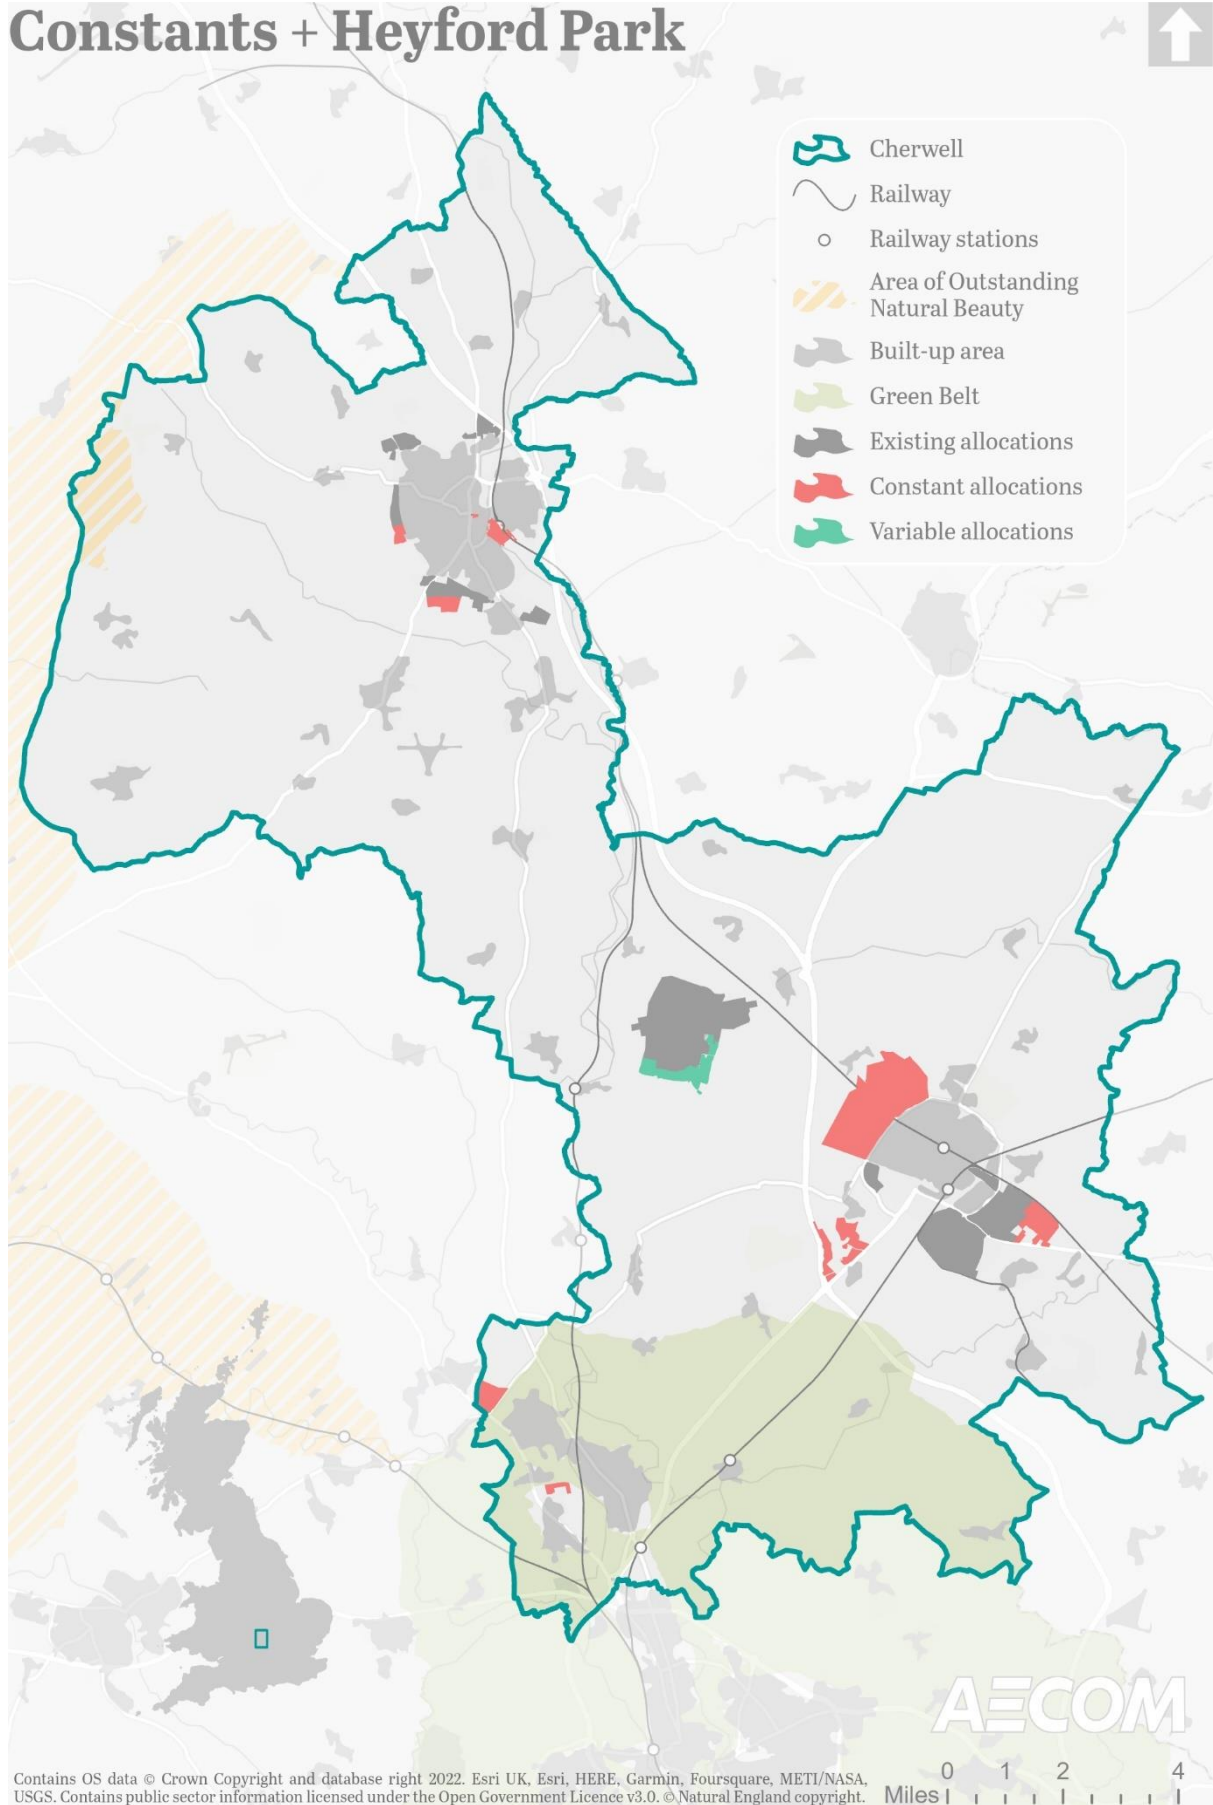 Constants + Heyford Park
Cherwell
Railway
Railway stations
Area of Outstanding
Natural Beauty
Built-up area
Green Belt
Existing allocations
Constant allocations
Variable allocations
AECOM
0 1 2 4
Miles
Contains OS data © Crown Copyright and database right 2022. Esri UK, Esri, HERE, Garmin, Foursquare, METI/NASA,
USGS. Contains public sector information licensed under the Open Government Licence v3.0. © Natural England copyright.